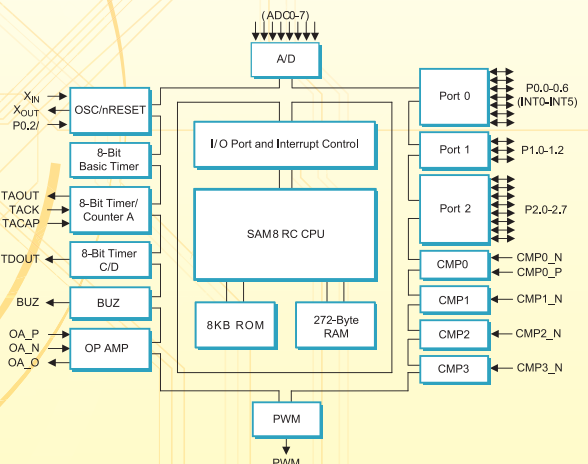 (ADC0-7)
A/D
XIN
XOUT
P0.2/
OSC/nRESET
8-Bit
Basic Timer
TAOUT
TACK
TACAP
8-Bit Timer/
Counter A
TDOUT
8-Bit Timer
C/D
BUZ
BUZ
OA_P
OA_N
OA_O
OP AMP
I/O Port and Interrupt Control
SAM8 RC CPU
8KB ROM
272-Byte
RAM
Port 0
P0.0-0.6
(INT0-INT5)
Port 1
P1.0-1.2
Port 2
P2.0-2.7
CMP0
CMP0_N
CMP0_P
CMP1
CMP1_N
CMP2
CMP2_N
CMP3
CMP3_N
PWM
PWM